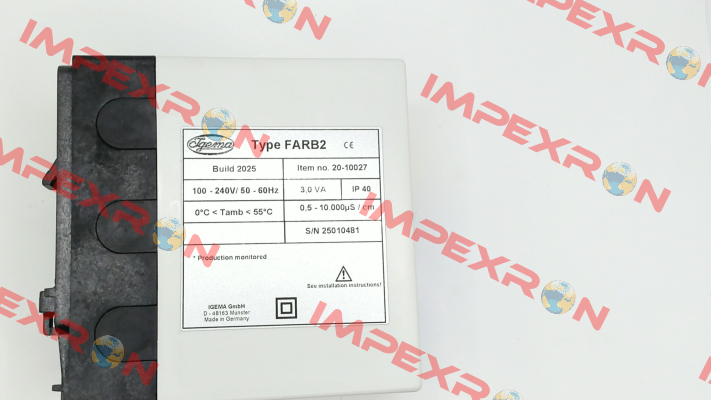 Igema Type FARB2 CE
Build 2025 Item no. 20-10027
100 - 240V/ 50 - 60Hz 3,0 VA IP 40
0°C < Tamb < 55°C 0,5 - 10.000µS / cm
S/N 25010481
* Production monitored
See installation instructions!
IGEMA GmbH
D - 48163 Munster
Made in Germany
IMPEXRON
IMPEXRON
IMPEXRON
IMPEXRON
IMPEXRON
IMPEXRON